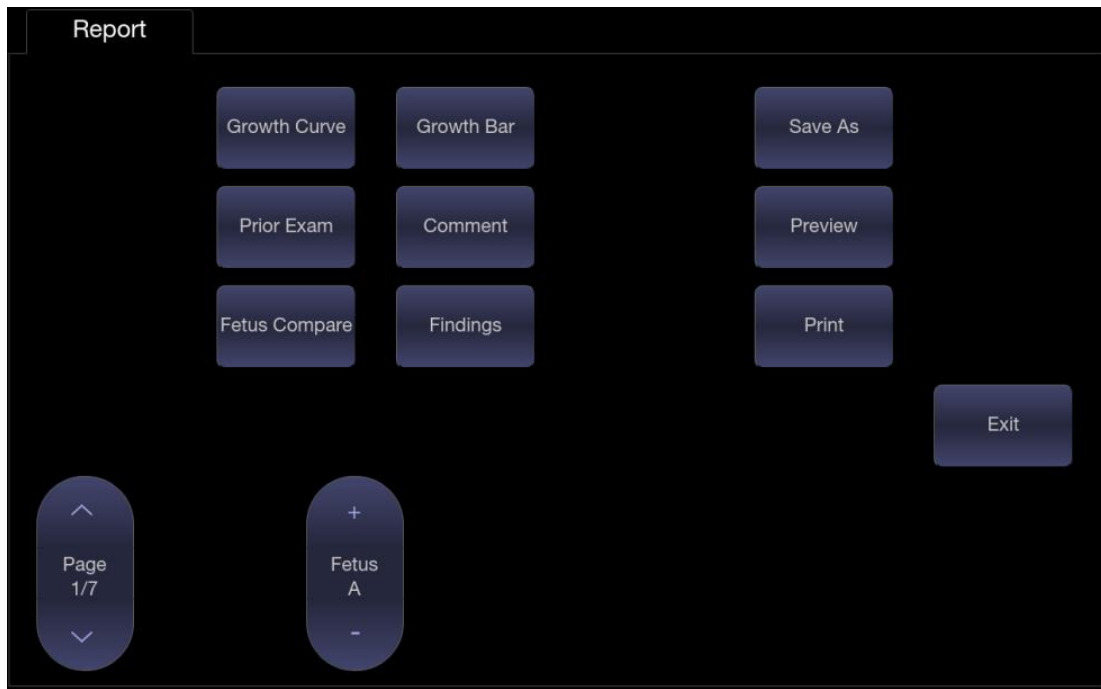 Report
Growth Curve
Growth Bar
Save As
Prior Exam
Comment
Preview
Fetus Compare
Findings
Print
Exit
Page
1/7
+
Fetus
A
-